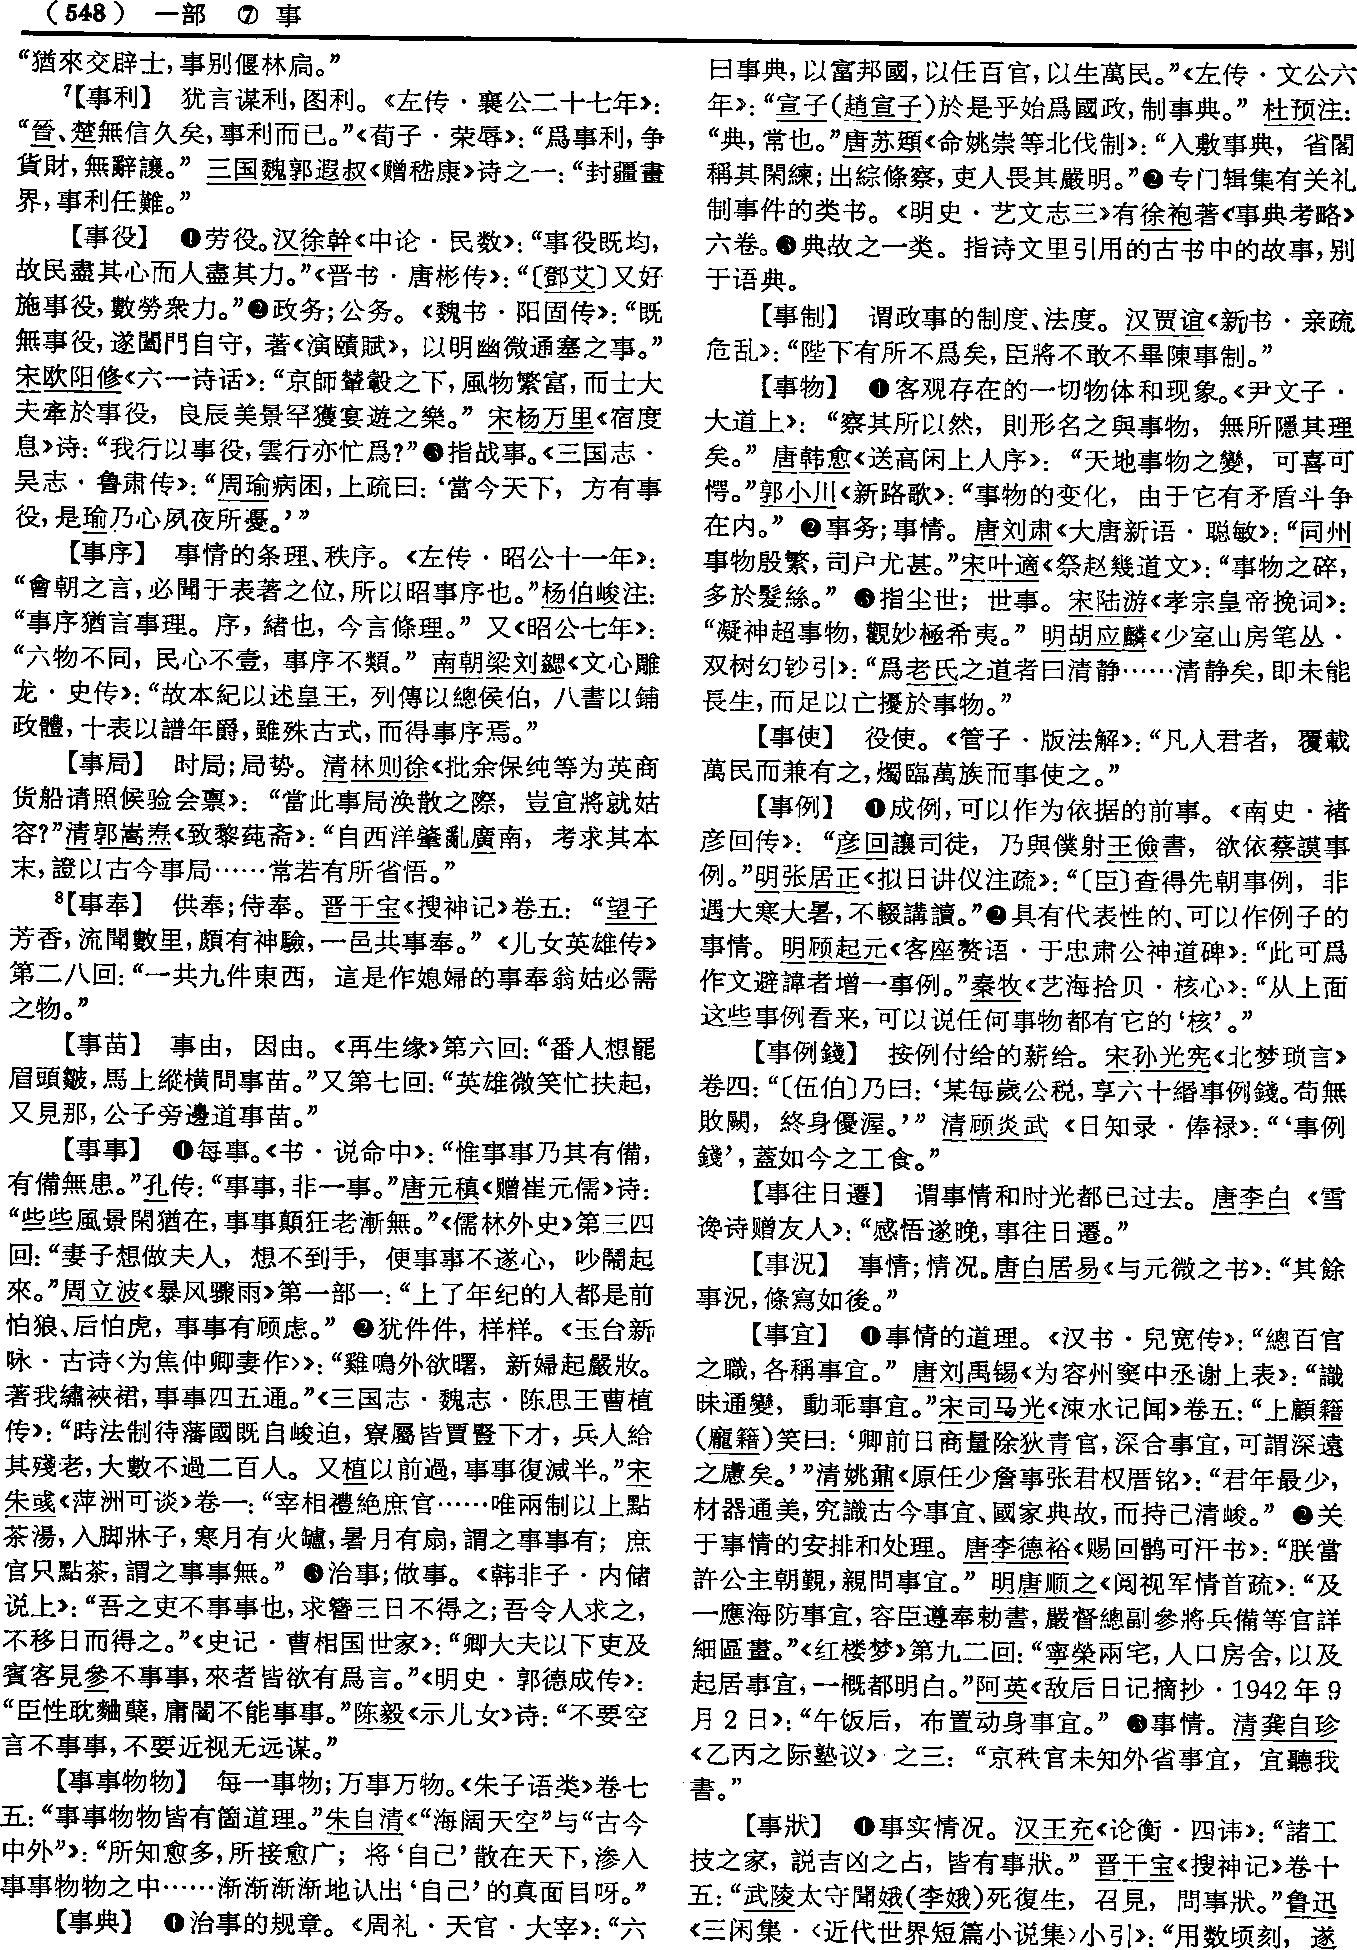 （548） 一部 ⑦ 事
“猶來交辟士，事别偃林扃。”
⁷【事利】 犹言谋利，图利。《左传·襄公二十七年》：
“晉、楚無信久矣，事利而已。”《荀子·荣辱》：“爲事利，争
貨財，無辭讓。” 三国魏郭遐叔《赠嵇康》诗之一：“封疆畫
界，事利任難。”
【事役】 ❶劳役。汉徐幹《中论·民数》：“事役既均，
故民盡其心而人盡其力。”《晋书·唐彬传》：“〔鄧艾〕又好
施事役，數勞衆力。”❷政务；公务。《魏书·阳固传》：“既
無事役，遂闔門自守，著《演賾賦》，以明幽微通塞之事。”
宋欧阳修《六一诗话》：“京師輦轂之下，風物繁富，而士大
夫牽於事役，良辰美景罕獲宴遊之樂。” 宋杨万里《宿度
息》诗：“我行以事役，雲行亦忙爲？”❸指战事。《三国志·
吴志·鲁肃传》：“周瑜病困，上疏曰：‘當今天下，方有事
役，是瑜乃心夙夜所憂。’”
【事序】 事情的条理、秩序。《左传·昭公十一年》：
“會朝之言，必聞于表著之位，所以昭事序也。”杨伯峻注：
“事序猶言事理。序，緒也，今言條理。” 又《昭公七年》：
“六物不同，民心不壹，事序不類。” 南朝梁刘勰《文心雕
龙·史传》：“故本紀以述皇王，列傳以總侯伯，八書以鋪
政體，十表以譜年爵，雖殊古式，而得事序焉。”
【事局】 时局；局势。清林则徐《批余保纯等为英商
货船请照候验会禀》：“當此事局涣散之際，豈宜將就姑
容？”清郭嵩焘《致黎莼斋》：“自西洋肇亂廣南，考求其本
末，證以古今事局……常若有所省悟。”
⁸【事奉】 供奉；侍奉。晋干宝《搜神记》卷五：“望子
芳香，流聞數里，頗有神驗，一邑共事奉。” 《儿女英雄传》
第二八回：“一共九件東西，這是作媳婦的事奉翁姑必需
之物。”
【事苗】 事由，因由。《再生缘》第六回：“番人想罷
眉頭皺，馬上縱横問事苗。”又第七回：“英雄微笑忙扶起，
又見那，公子旁邊道事苗。”
【事事】 ❶每事。《书·说命中》：“惟事事乃其有備，
有備無患。”孔传：“事事，非一事。”唐元稹《赠崔元儒》诗：
“些些風景閑猶在，事事顛狂老漸無。”《儒林外史》第三四
回：“妻子想做夫人，想不到手，便事事不遂心，吵鬧起
來。”周立波《暴风骤雨》第一部一：“上了年纪的人都是前
怕狼、后怕虎，事事有顾虑。” ❷犹件件，样样。《玉台新
咏·古诗〈为焦仲卿妻作〉》：“雞鳴外欲曙，新婦起嚴妝。
著我繡裌裙，事事四五通。”《三国志·魏志·陈思王曹植
传》：“時法制待藩國既自峻迫，寮屬皆賈豎下才，兵人給
其殘老，大數不過二百人。又植以前過，事事復減半。”宋
朱彧《萍洲可谈》卷一：“宰相禮絶庶官……唯兩制以上點
茶湯，入脚牀子，寒月有火罏，暑月有扇，謂之事事有；庶
官只點茶，謂之事事無。” ❸治事；做事。《韩非子·内储
说上》：“吾之吏不事事也，求簪三日不得之；吾令人求之，
不移日而得之。”《史记·曹相国世家》：“卿大夫以下吏及
賓客見參不事事，來者皆欲有爲言。”《明史·郭德成传》：
“臣性耽麯糵，庸闇不能事事。”陈毅《示儿女》诗：“不要空
言不事事，不要近视无远谋。”
【事事物物】 每一事物；万事万物。《朱子语类》卷七
五：“事事物物皆有箇道理。”朱自清《“海阔天空”与“古今
中外”》：“所知愈多，所接愈广；将‘自己’散在天下，渗入
事事物物之中……渐渐渐渐地认出‘自己’的真面目呀。”
【事典】 ❶治事的规章。《周礼·天官·大宰》：“六
曰事典，以富邦國，以任百官，以生萬民。”《左传·文公六
年》：“宣子（趙宣子）於是乎始爲國政，制事典。” 杜预注：
“典，常也。”唐苏颋《命姚崇等北伐制》：“入敷事典，省閣
稱其閑練；出綜條察，吏人畏其嚴明。”❷专门辑集有关礼
制事件的类书。《明史·艺文志三》有徐袍著《事典考略》
六卷。❸典故之一类。指诗文里引用的古书中的故事，别
于语典。
【事制】 谓政事的制度、法度。汉贾谊《新书·亲疏
危乱》：“陛下有所不爲矣，臣將不敢不畢陳事制。”
【事物】 ❶客观存在的一切物体和现象。《尹文子·
大道上》：“察其所以然，則形名之與事物，無所隱其理
矣。” 唐韩愈《送高闲上人序》：“天地事物之變，可喜可
愕。”郭小川《新路歌》：“事物的变化，由于它有矛盾斗争
在内。” ❷事务；事情。唐刘肃《大唐新语·聪敏》：“同州
事物殷繁，司户尤甚。”宋叶適《祭赵幾道文》：“事物之碎，
多於髮絲。” ❸指尘世；世事。宋陆游《孝宗皇帝挽词》：
“凝神超事物，觀妙極希夷。” 明胡应麟《少室山房笔丛·
双树幻钞引》：“爲老氏之道者曰清静……清静矣，即未能
長生，而足以亡擾於事物。”
【事使】 役使。《管子·版法解》：“凡人君者，覆載
萬民而兼有之，燭臨萬族而事使之。”
【事例】 ❶成例，可以作为依据的前事。《南史·褚
彦回传》：“彦回讓司徒，乃與僕射王儉書，欲依蔡謨事
例。”明张居正《拟日讲仪注疏》：“〔臣〕查得先朝事例，非
遇大寒大暑，不輟講讀。”❷具有代表性的、可以作例子的
事情。明顾起元《客座赘语·于忠肃公神道碑》：“此可爲
作文避諱者增一事例。”秦牧《艺海拾贝·核心》：“从上面
这些事例看来，可以说任何事物都有它的‘核’。”
【事例錢】 按例付给的薪给。宋孙光宪《北梦琐言》
卷四：“〔伍伯〕乃曰：‘某每歲公税，享六十緡事例錢。苟無
敗闕，終身優渥。’” 清顾炎武《日知录·俸禄》：“‘事例
錢’，蓋如今之工食。”
【事往日遷】 谓事情和时光都已过去。唐李白《雪
谗诗赠友人》：“感悟遂晚，事往日遷。”
【事況】 事情；情况。唐白居易《与元微之书》：“其餘
事況，條寫如後。”
【事宜】 ❶事情的道理。《汉书·兒宽传》：“總百官
之職，各稱事宜。” 唐刘禹锡《为容州窦中丞谢上表》：“識
昧通變，動乖事宜。”宋司马光《涑水记闻》卷五：“上顧籍
（龐籍）笑曰：‘卿前日商量除狄青官，深合事宜，可謂深遠
之慮矣。’”清姚鼐《原任少詹事张君权厝铭》：“君年最少，
材器通美，究識古今事宜、國家典故，而持己清峻。” ❷关
于事情的安排和处理。唐李德裕《赐回鹘可汗书》：“朕當
許公主朝覲，親問事宜。” 明唐顺之《阅视军情首疏》：“及
一應海防事宜，容臣遵奉勅書，嚴督總副參將兵備等官詳
細區畫。”《红楼梦》第九二回：“寧榮兩宅，人口房舍，以及
起居事宜，一概都明白。”阿英《敌后日记摘抄·1942年9
月2日》：“午饭后，布置动身事宜。” ❸事情。清龚自珍
《乙丙之际塾议》之三：“京秩官未知外省事宜，宜聽我
書。”
【事狀】 ❶事实情况。汉王充《论衡·四讳》：“諸工
技之家，説吉凶之占，皆有事狀。” 晋干宝《搜神记》卷十
五：“武陵太守聞娥（李娥）死復生，召見，問事狀。”鲁迅
《三闲集·〈近代世界短篇小说集〉小引》：“用数顷刻，遂